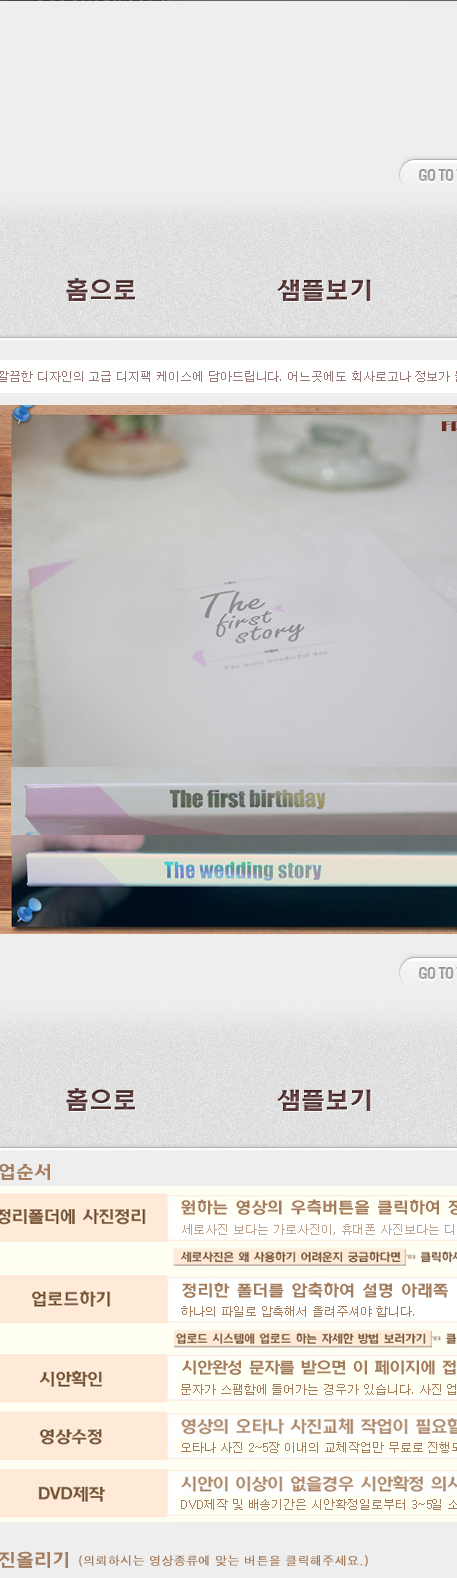 GO TO
홈으로 샘플보기
깔끔한 디자인의 고급 디지팩 케이스에 담아드립니다. 어느곳에도 회사로고나 정보가
The
first
story
The most wonderful day
The first birthday
The wedding story
GO TO
홈으로 샘플보기
업순서
정리폴더에 사진정리
원하는 영상의 우측버튼을 클릭하여
세로사진 보다는 가로사진이, 휴대폰 사진보다는 디
세로사진은 왜 사용하기 어려운지 궁금하다면 클릭하세
업로드하기
정리한 폴더를 압축하여 설명 아래쪽
하나의 파일로 압축해서 올려주셔야 합니다.
업로드 시스템에 업로드 하는 자세한 방법 보러가기 클
시안확인
시안완성 문자를 받으면 이 페이지에 접
문자가 스팸함에 들어가는 경우가 있습니다. 사진 업
영상수정
영상의 오타나 사진교체 작업이 필요할
오타나 사진 2~5장 이내의 교체작업만 무료로 진행도
DVD제작
시안이 이상이 없을경우 시안확정 의사
DVD제작 및 배송기간은 시안확정일로부터 3~5일 소
진올리기 (의뢰하시는 영상종류에 맞는 버튼을 클릭해주세요.)